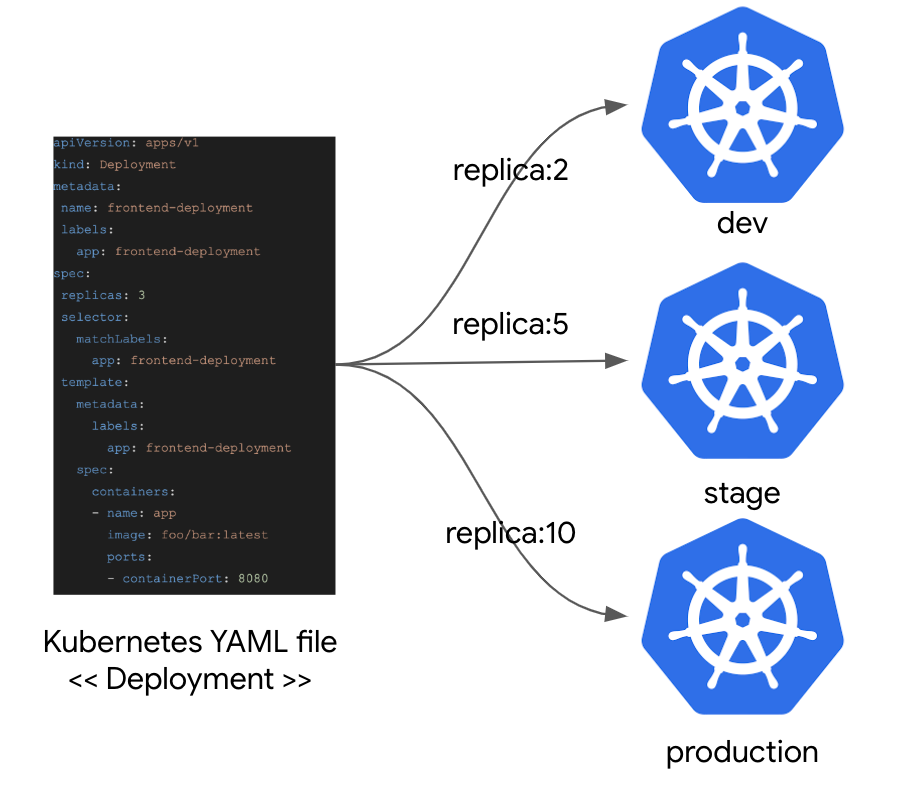 apiVersion: apps/v1
kind: Deployment
metadata:
name: frontend-deployment
labels:
app: frontend-deployment
spec:
replicas: 3
selector:
matchLabels:
app: frontend-deployment
template:
metadata:
labels:
app: frontend-deployment
spec:
containers:
- name: app
image: foo/bar:latest
ports:
- containerPort: 8080
Kubernetes YAML file
<< Deployment >>
replica:2
replica:5
replica:10
dev
stage
production